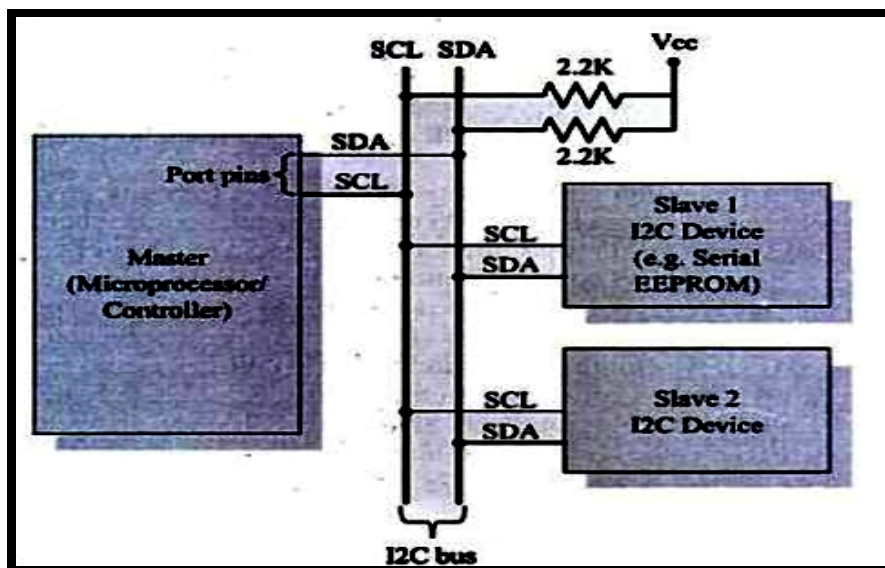 SCL SDA
Vcc
2.2K
2.2K
SDA
Port pins
SCL
Master
(Microprocessor/
Controller)
SCL
SDA
Slave 1
I2C Device
(e.g. Serial
EEPROM)
SCL
SDA
Slave 2
I2C Device
I2C bus